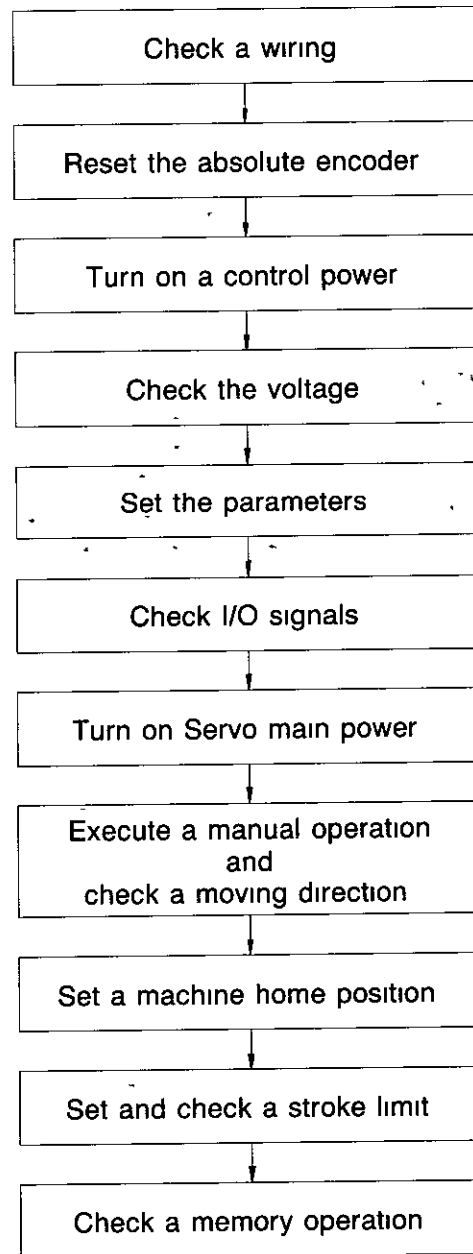 Check a wiring
Reset the absolute encoder
Turn on a control power
Check the voltage
Set the parameters
Check I/O signals
Turn on Servo main power
Execute a manual operation
and
check a moving direction
Set a machine home position
Set and check a stroke limit
Check a memory operation